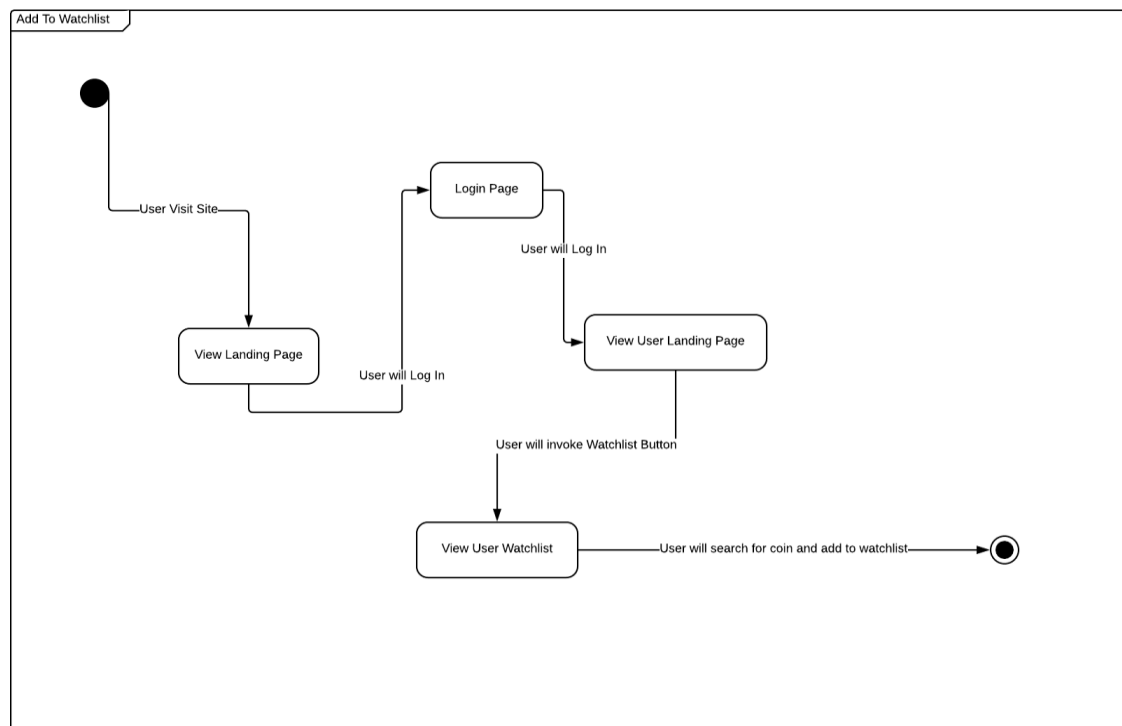 Add To Watchlist
Login Page
User Visit Site
User will Log In
View User Landing Page
View Landing Page
User will Log In
User will invoke Watchlist Button
View User Watchlist
User will search for coin and add to watchlist